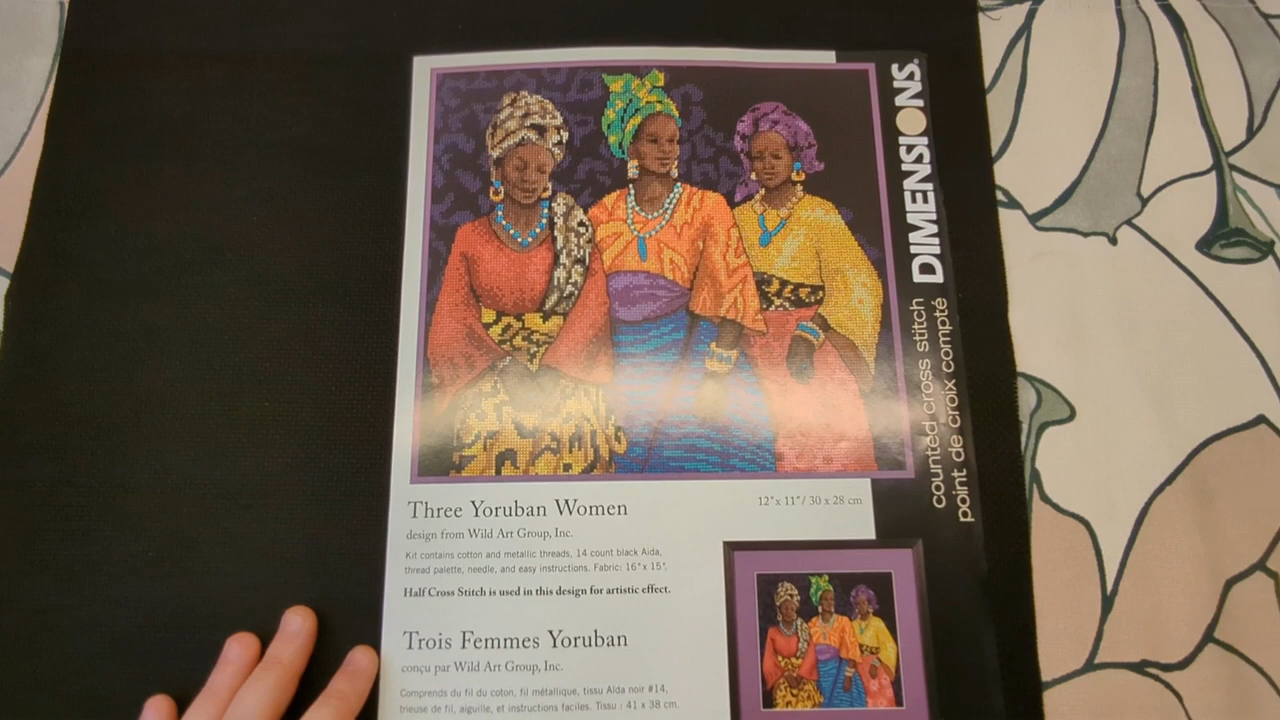 DIMENSIONS®
counted cross stitch
point de croix compté
Three Yoruban Women
12"x 11"/ 30 x 28 cm
design from Wild Art Group, Inc.
Kit contains cotton and metallic threads, 14 count black Aida,
thread palette, needle, and easy instructions. Fabric: 16"x 15".
Half Cross Stitch is used in this design for artistic effect.
Trois Femmes Yoruban
conçu par Wild Art Group, Inc.
Comprends du fil du coton, fil métallique, tissu Aida noir #14,
trieuse de fil, aiguille, et instructions faciles. Tissu : 41 x 38 cm.